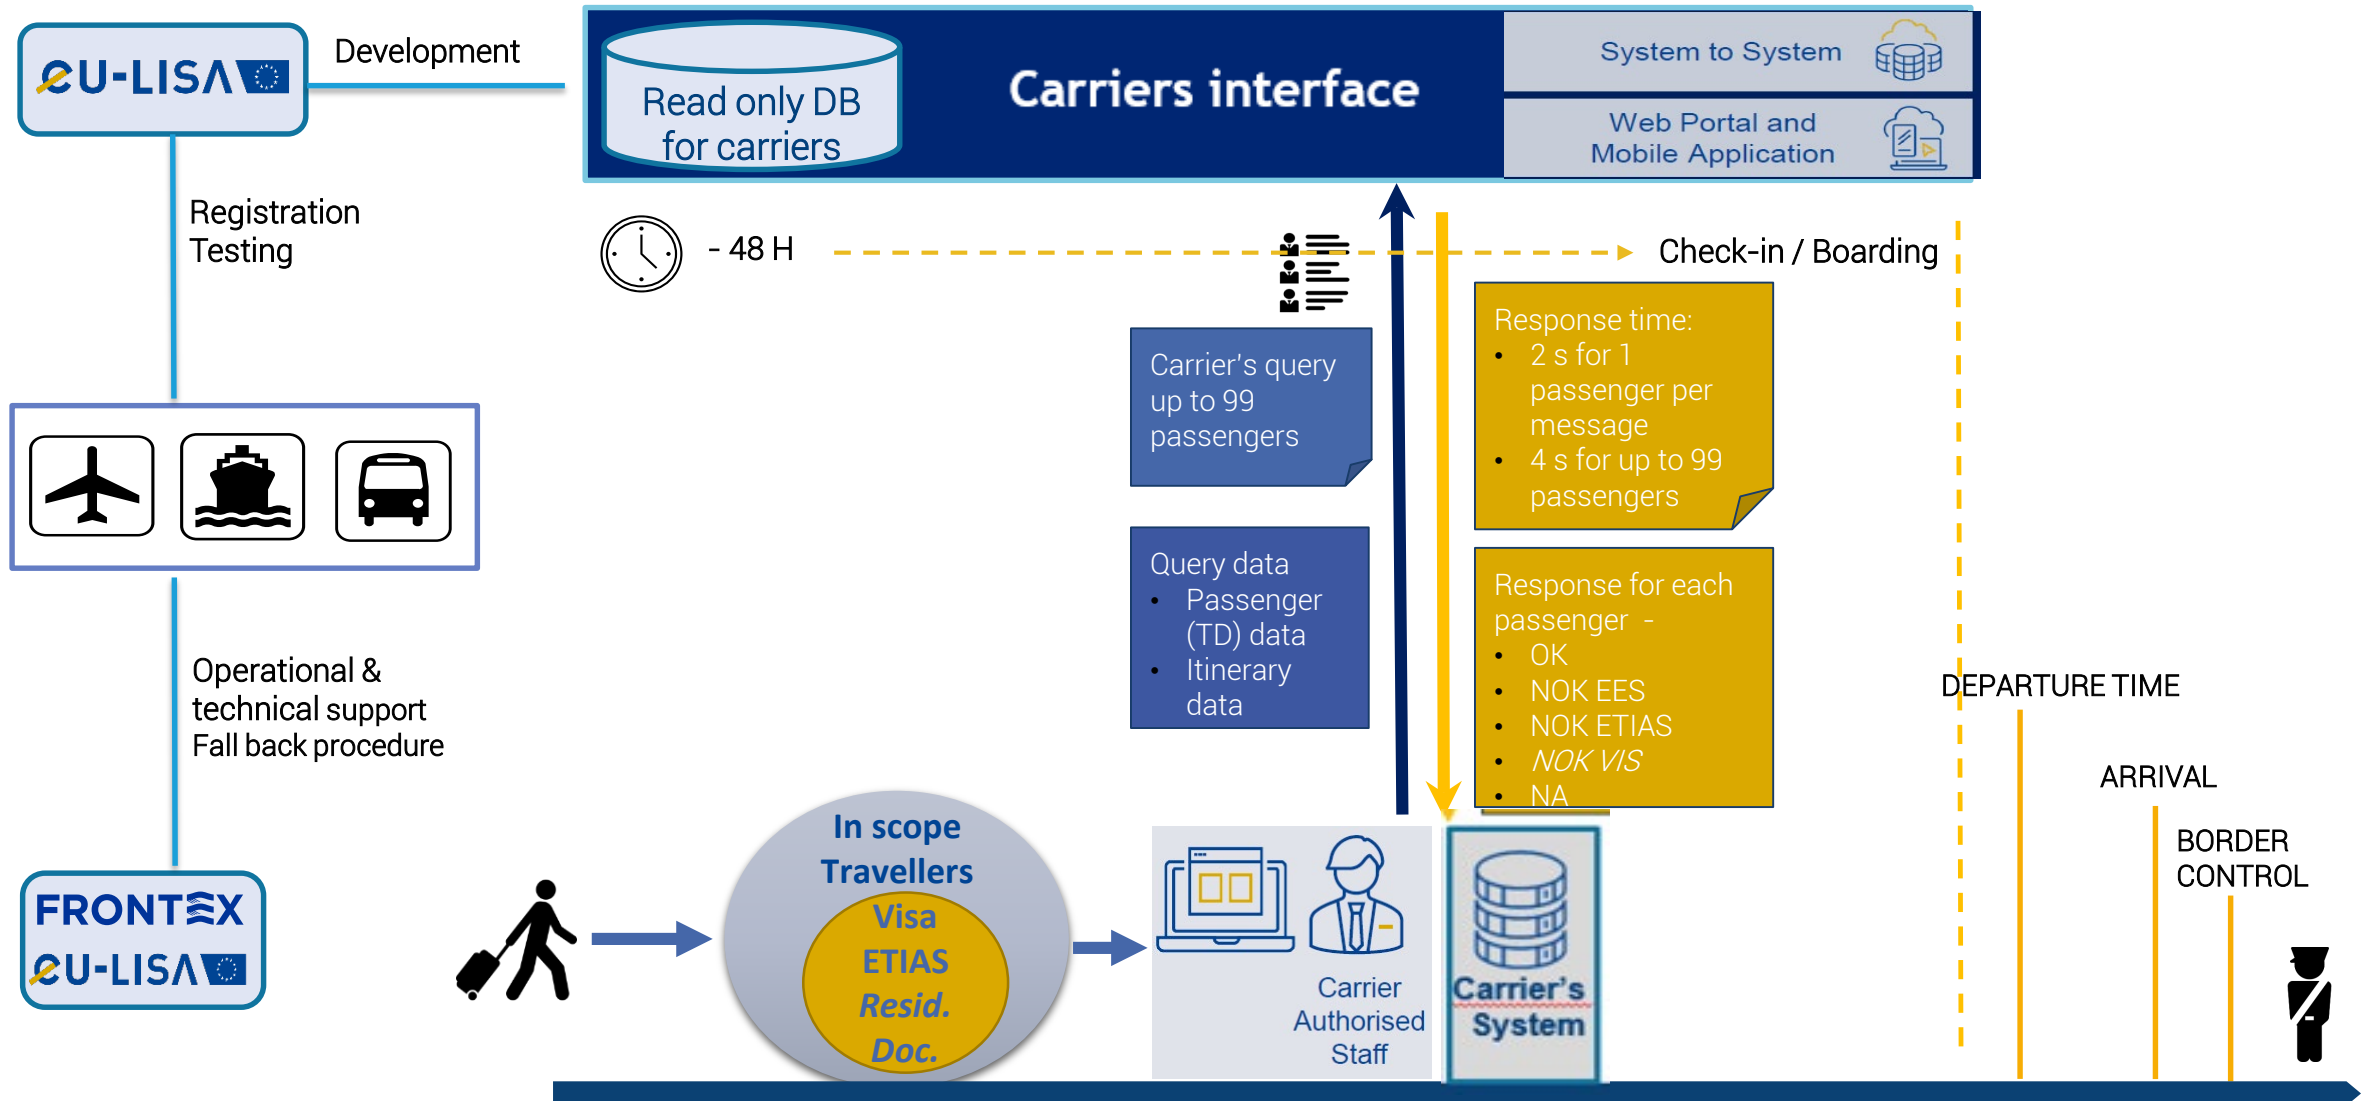 eu-LISA
Development
Read only DB
for carriers
Carriers interface
System to System
Web Portal and
Mobile Application
Registration
Testing
- 48 H
Check-in / Boarding
Carrier's query
up to 99
passengers
Response time:
• 2 s for 1
passenger per
message
• 4 s for up to 99
passengers
Query data
• Passenger
(TD) data
• Itinerary
data
Response for each
passenger -
• OK
• NOK EES
• NOK ETIAS
• NOK VIS
• NA
Operational &
technical support
Fall back procedure
FRONTEX
eu-LISA
In scope
Travellers
Visa
ETIAS
Resid.
Doc.
Carrier
Authorised
Staff
Carrier's
System
DEPARTURE TIME
ARRIVAL
BORDER
CONTROL